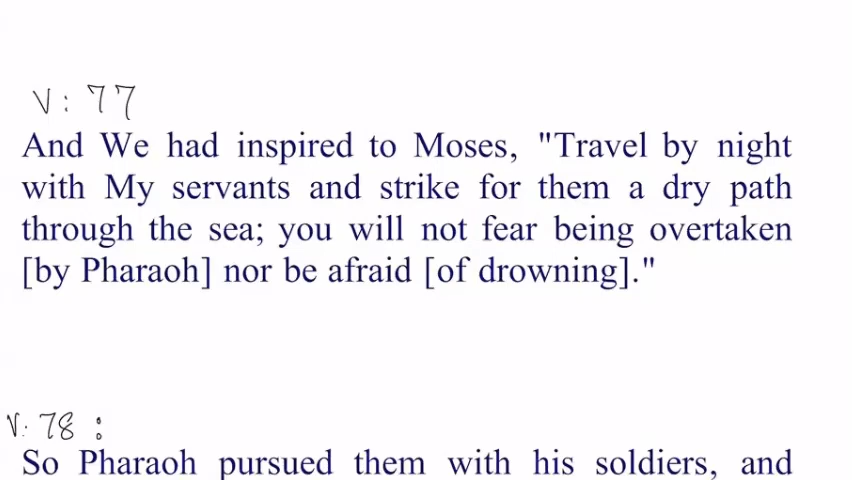 V: 77
And We had inspired to Moses, "Travel by night
with My servants and strike for them a dry path
through the sea; you will not fear being overtaken
[by Pharaoh] nor be afraid [of drowning]."
V: 78 :
So Pharaoh pursued them with his soldiers, and